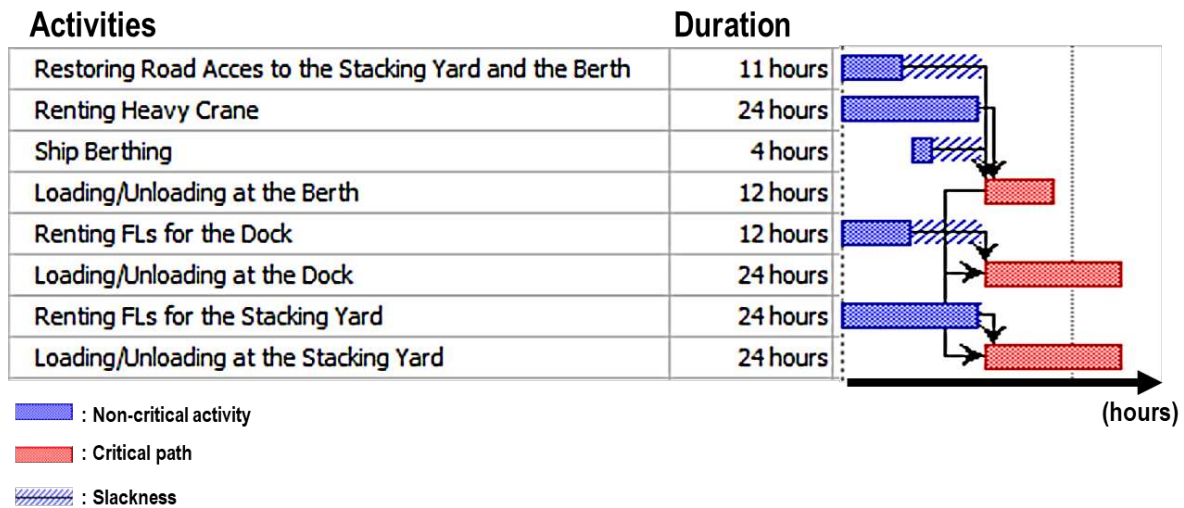 Activities Duration
Restoring Road Acces to the Stacking Yard and the Berth 11 hours
Renting Heavy Crane 24 hours
Ship Berthing 4 hours
Loading/Unloading at the Berth 12 hours
Renting FLs for the Dock 12 hours
Loading/Unloading at the Dock 24 hours
Renting FLs for the Stacking Yard 24 hours
Loading/Unloading at the Stacking Yard 24 hours
(hours)
: Non-critical activity
: Critical path
: Slackness